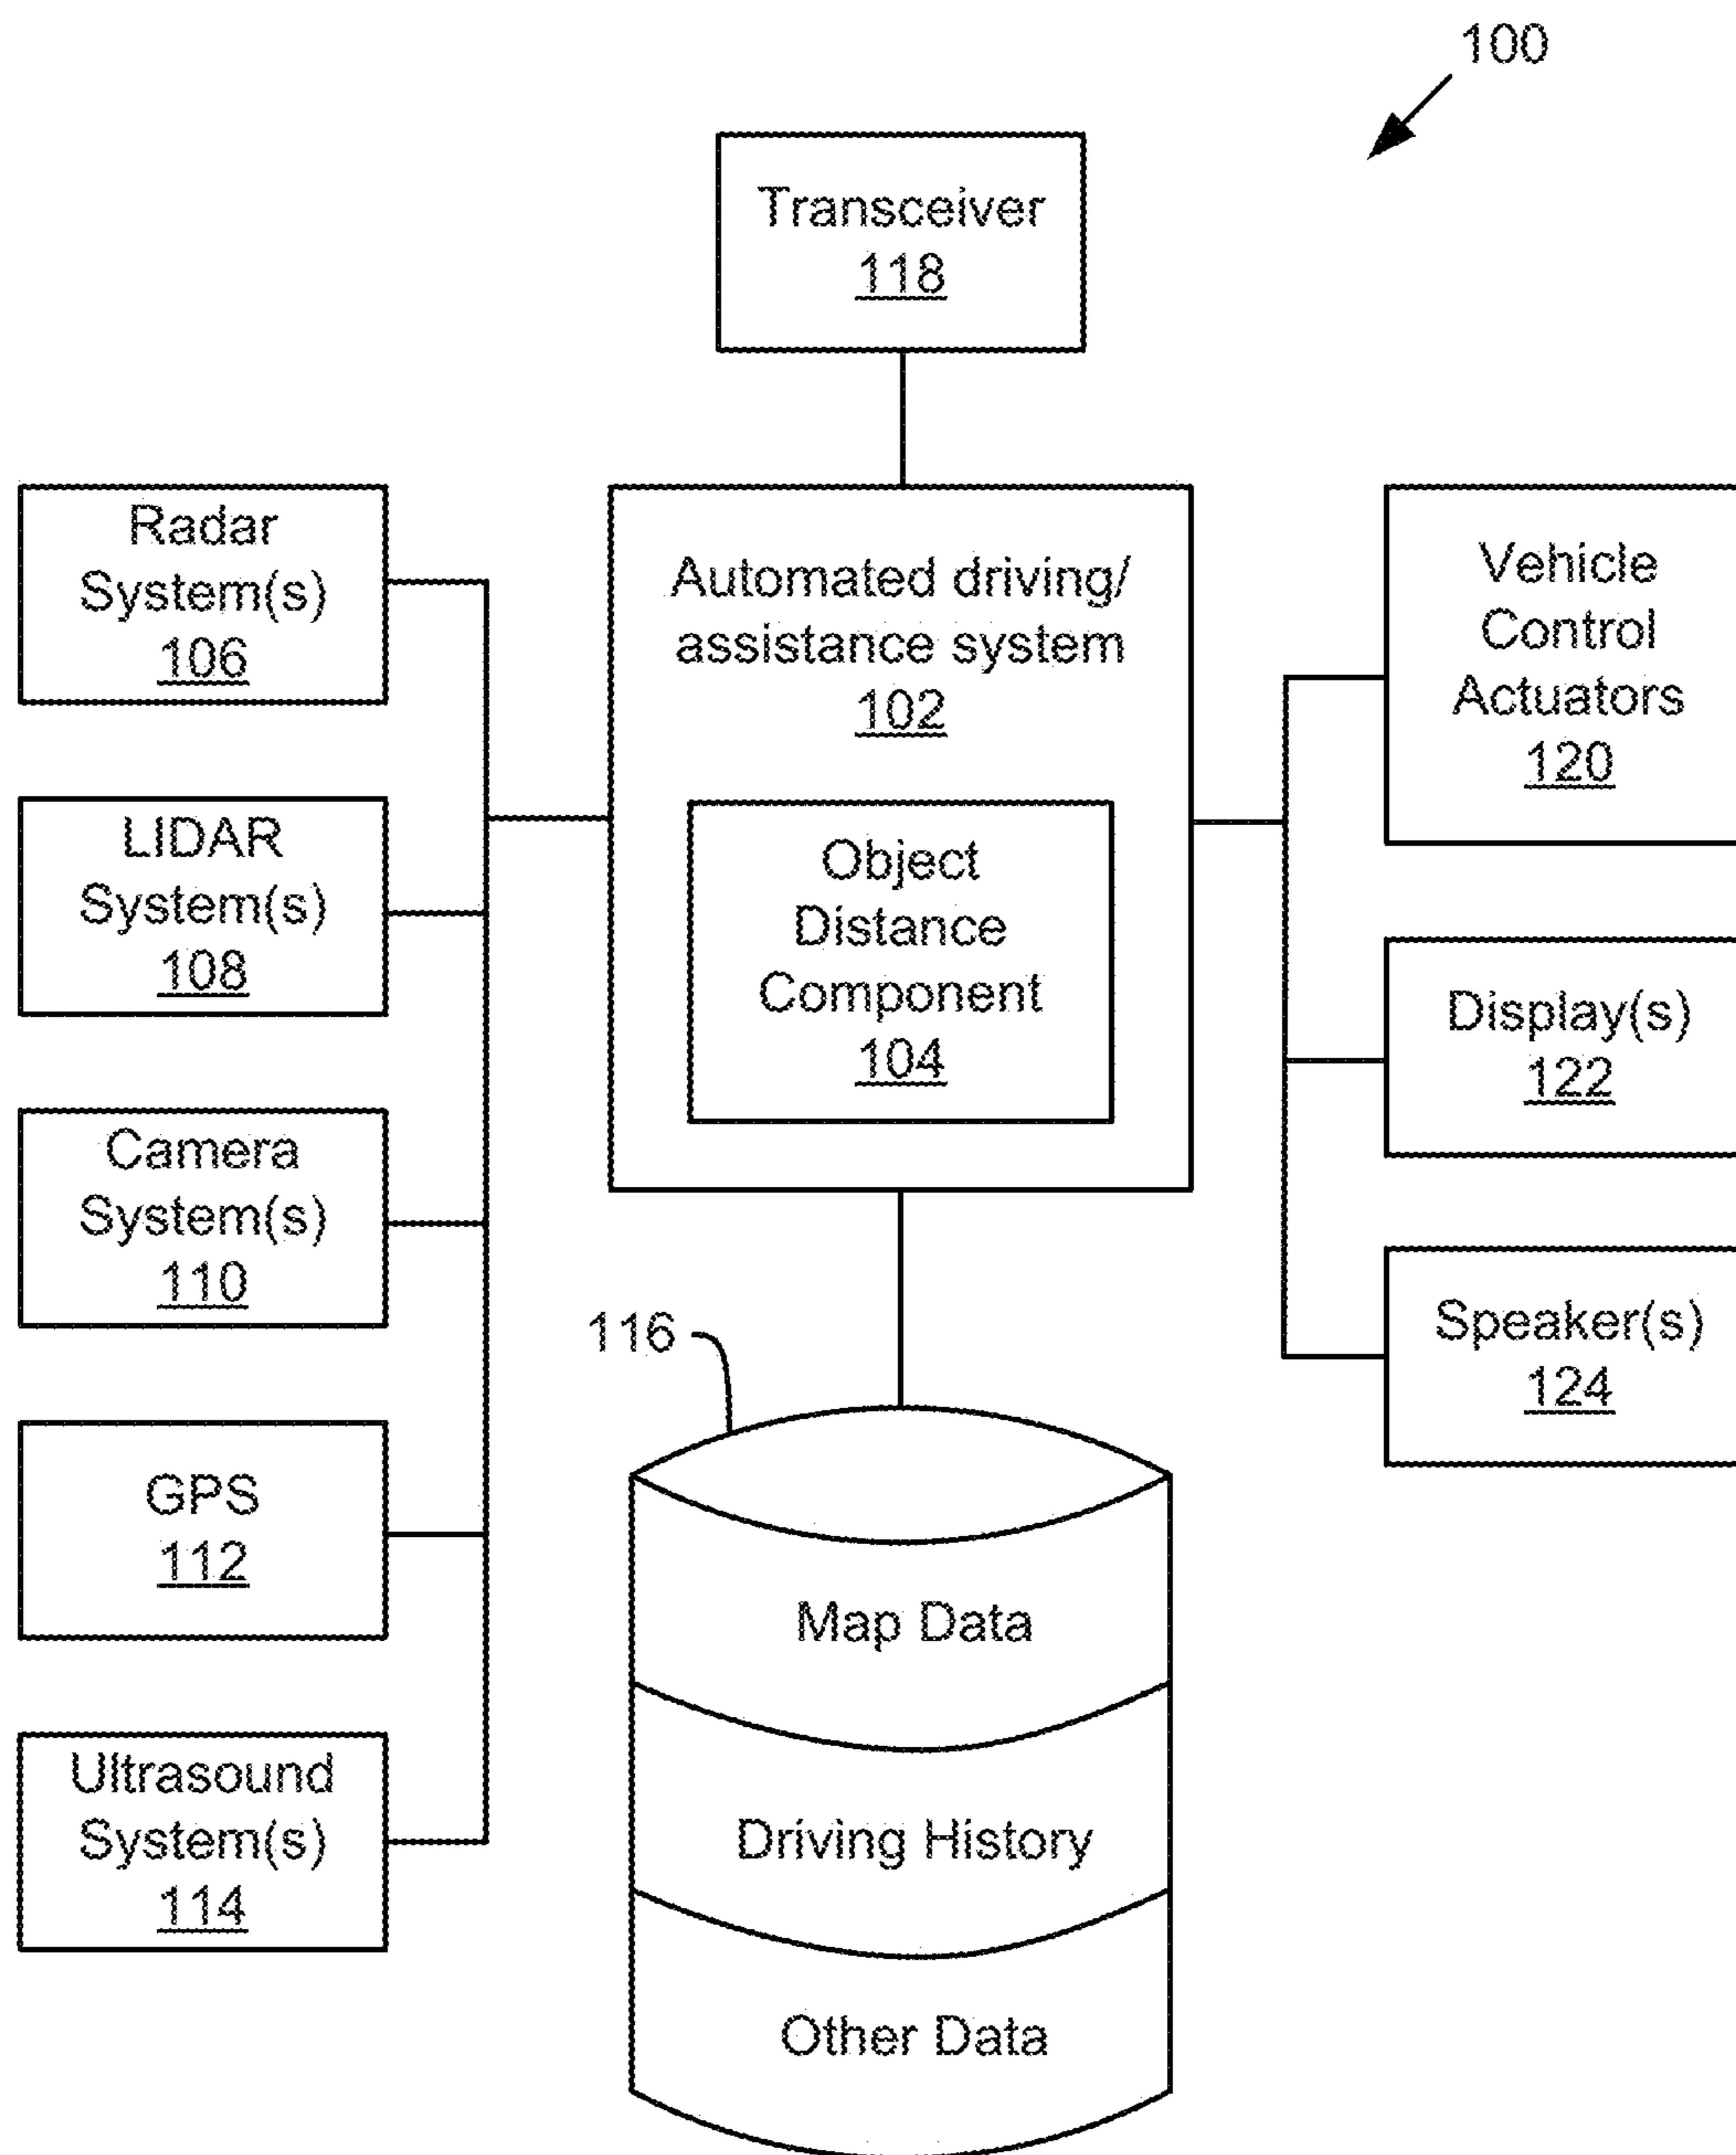 100
Transceiver
118
Radar
System(s)
106
LIDAR
System(s)
108
Camera
System(s)
110
GPS
112
Ultrasound
System(s)
114
Automated driving/
assistance system
102
Object
Distance
Component
104
116
Map Data
Driving History
Other Data
Vehicle
Control
Actuators
120
Display(s)
122
Speaker(s)
124